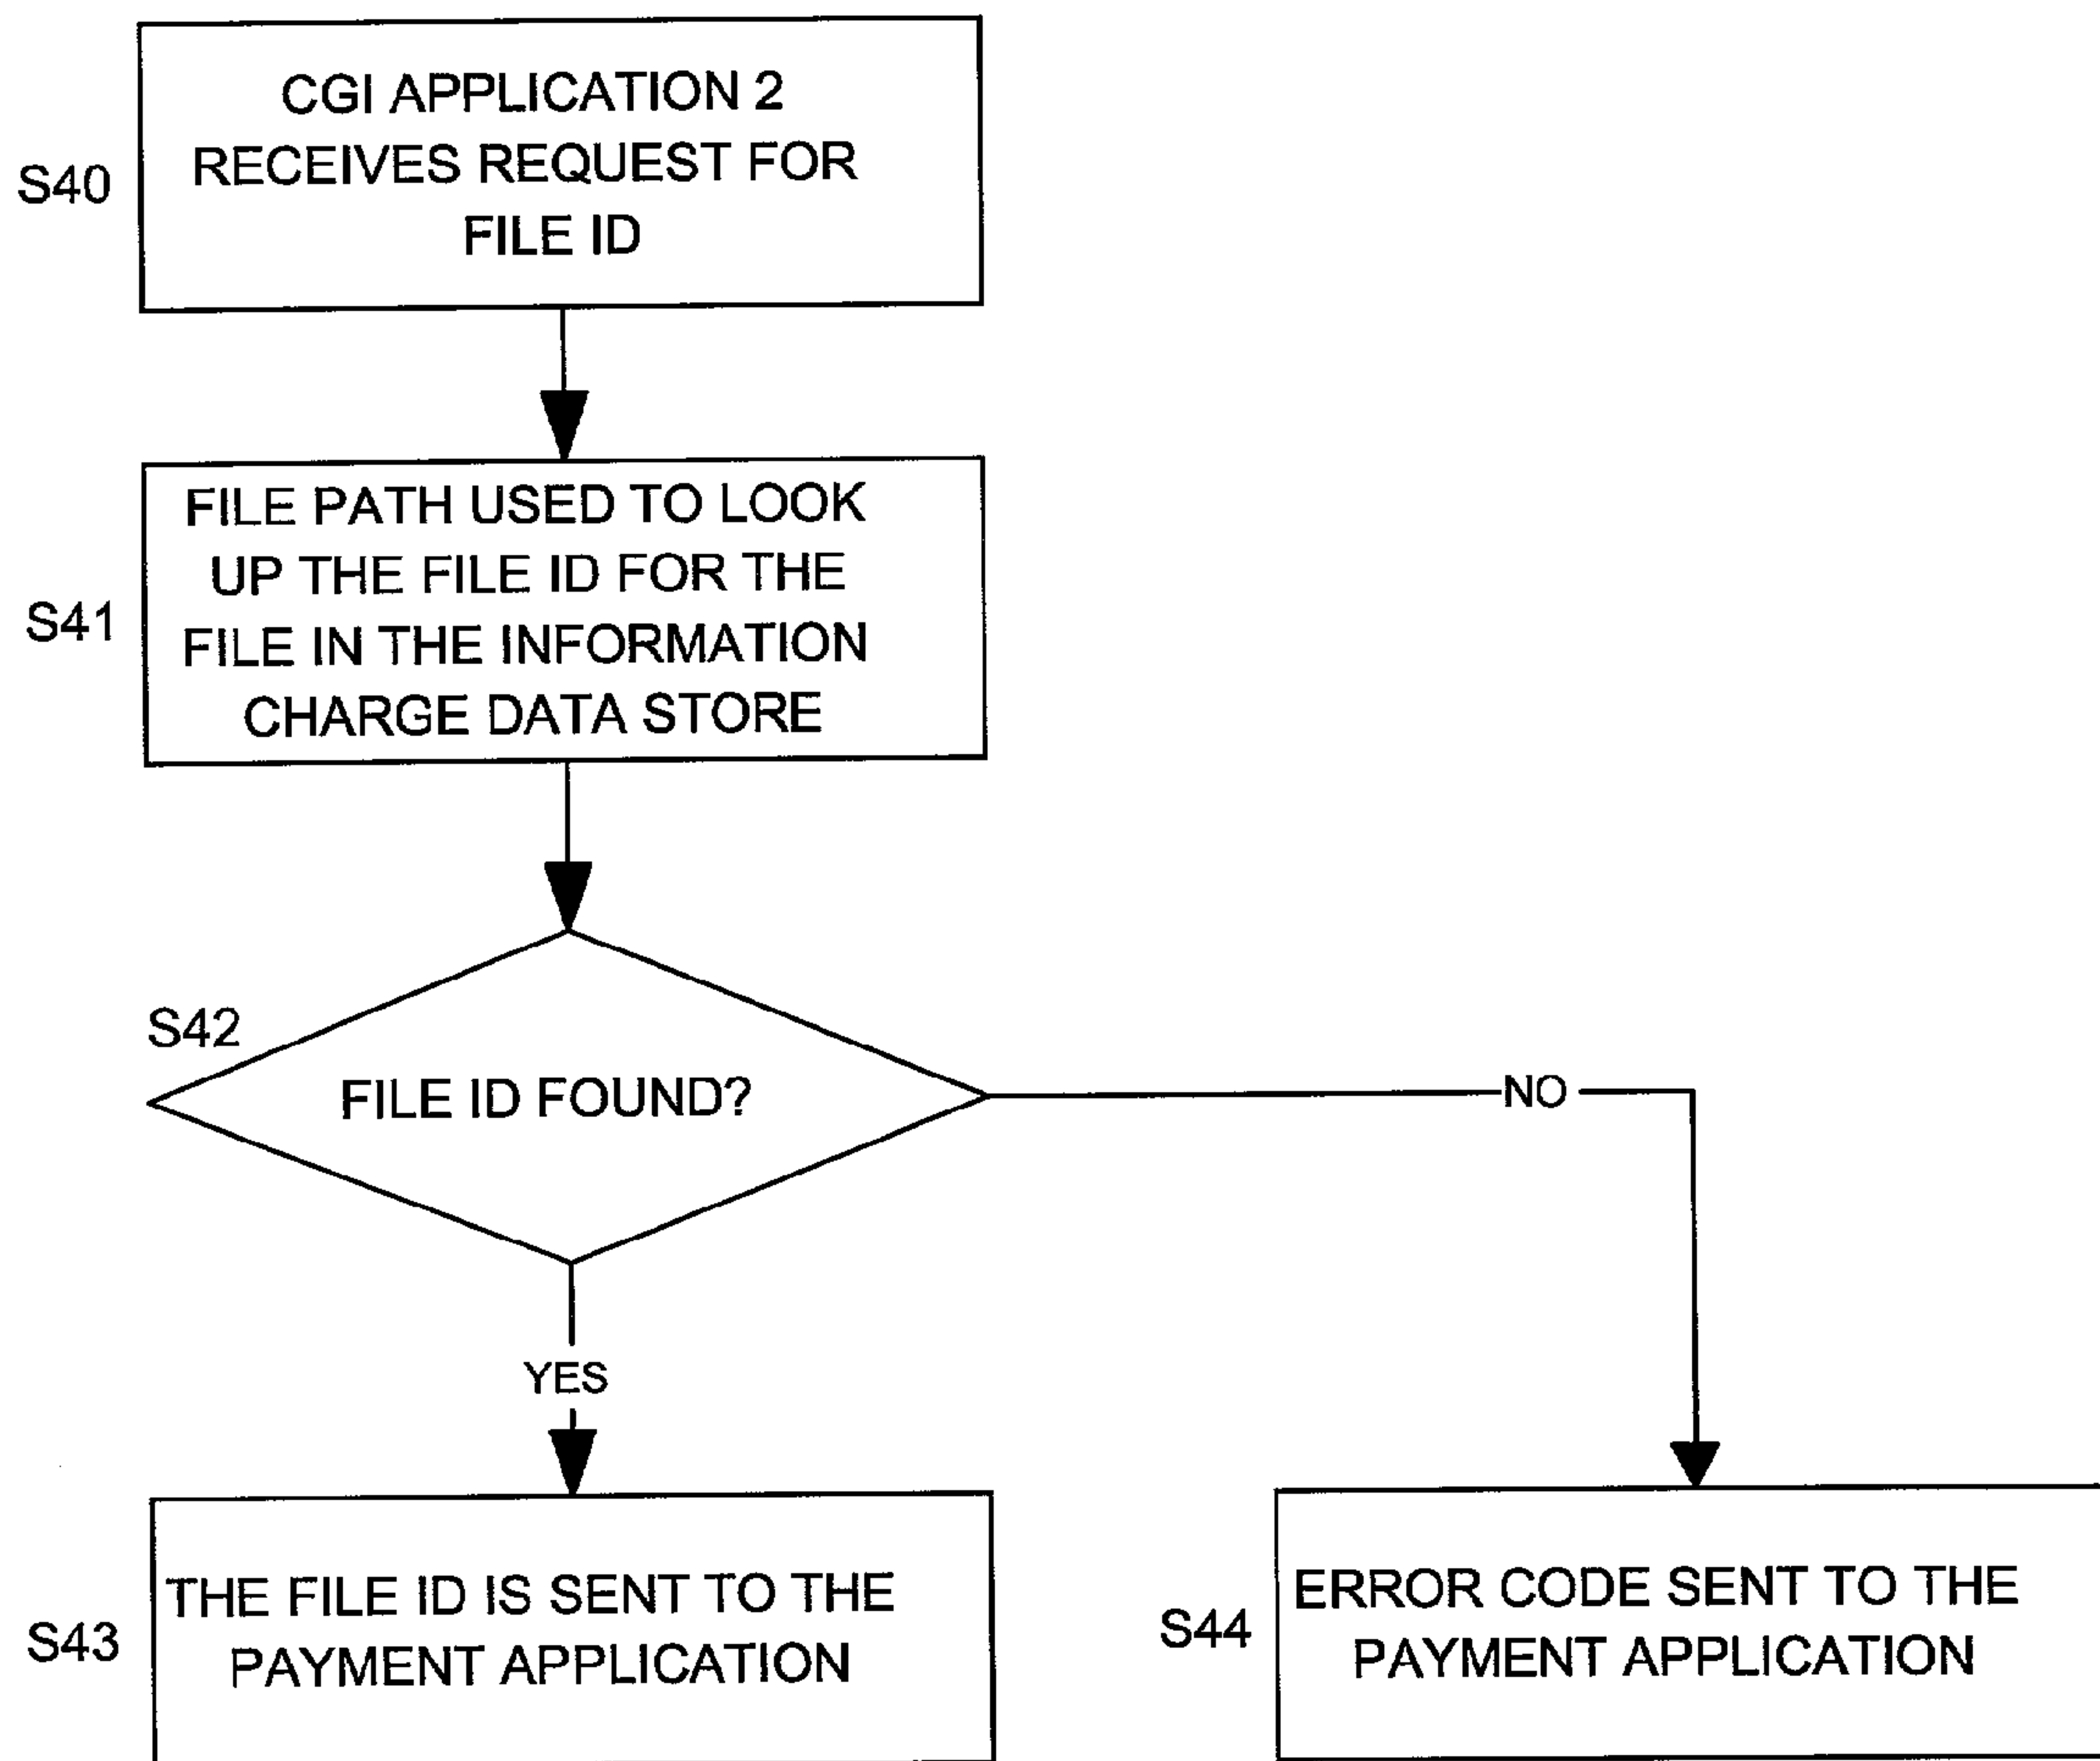 S40
CGI APPLICATION 2
RECEIVES REQUEST FOR
FILE ID
S41
FILE PATH USED TO LOOK
UP THE FILE ID FOR THE
FILE IN THE INFORMATION
CHARGE DATA STORE
S42
FILE ID FOUND?
NO
YES
S43
THE FILE ID IS SENT TO THE
PAYMENT APPLICATION
S44
ERROR CODE SENT TO THE
PAYMENT APPLICATION